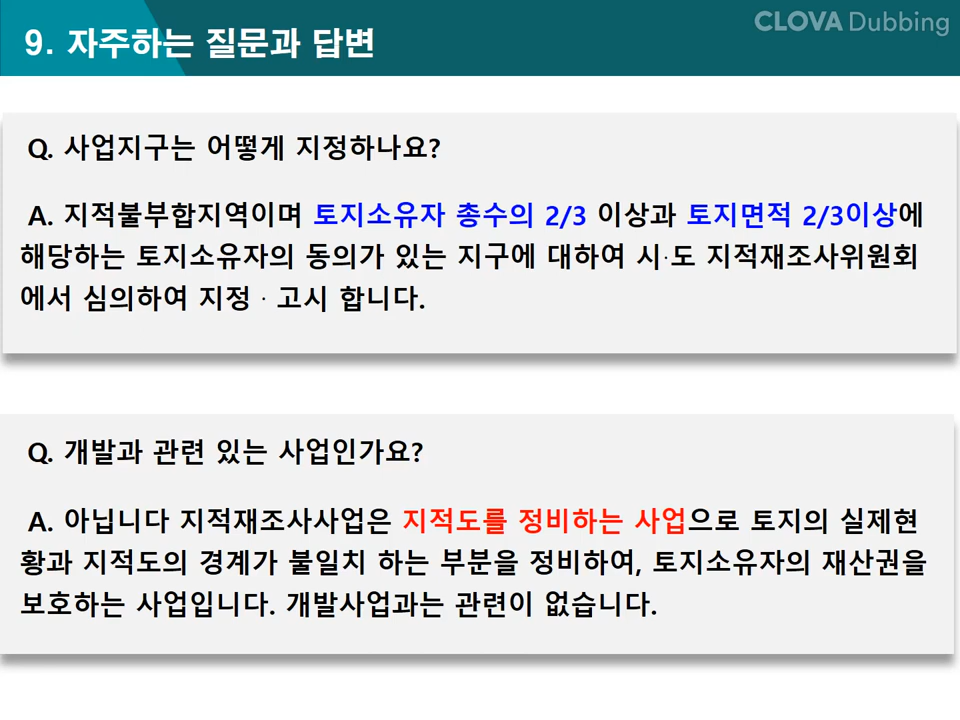 9. 자주하는 질문과 답변
CLOVA Dubbing
Q. 사업지구는 어떻게 지정하나요?
A. 지적불부합지역이며 토지소유자 총수의 2/3 이상과 토지면적 2/3이상에
해당하는 토지소유자의 동의가 있는 지구에 대하여 시·도 지적재조사위원회
에서 심의하여 지정 · 고시 합니다.
Q. 개발과 관련 있는 사업인가요?
A. 아닙니다 지적재조사사업은 지적도를 정비하는 사업으로 토지의 실제현
황과 지적도의 경계가 불일치 하는 부분을 정비하여, 토지소유자의 재산권을
보호하는 사업입니다. 개발사업과는 관련이 없습니다.